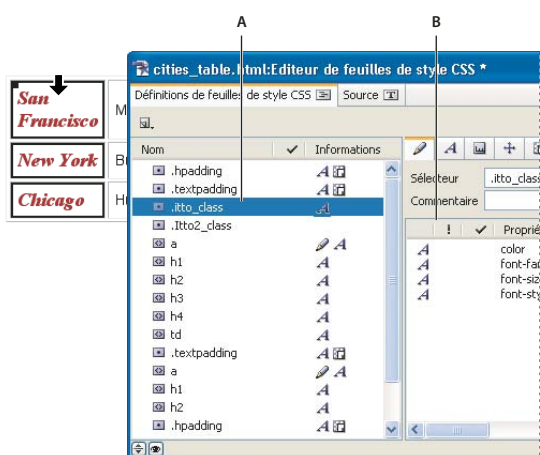 A
B
San
Francisco
New York
Chicago
M
B
H
cities_table.html:Editeur de feuilles de style CSS *
Définitions de feuilles de style CSS
Source
Nom
Informations
.hpadding
.textpadding
.itto_class
.Itto2_class
a
h1
h2
h3
h4
td
.textpadding
a
h1
h2
.hpadding
Sélecteur
.itto_class
Commentaire
!
Proprié
color
font-fa
font-siz
font-sty